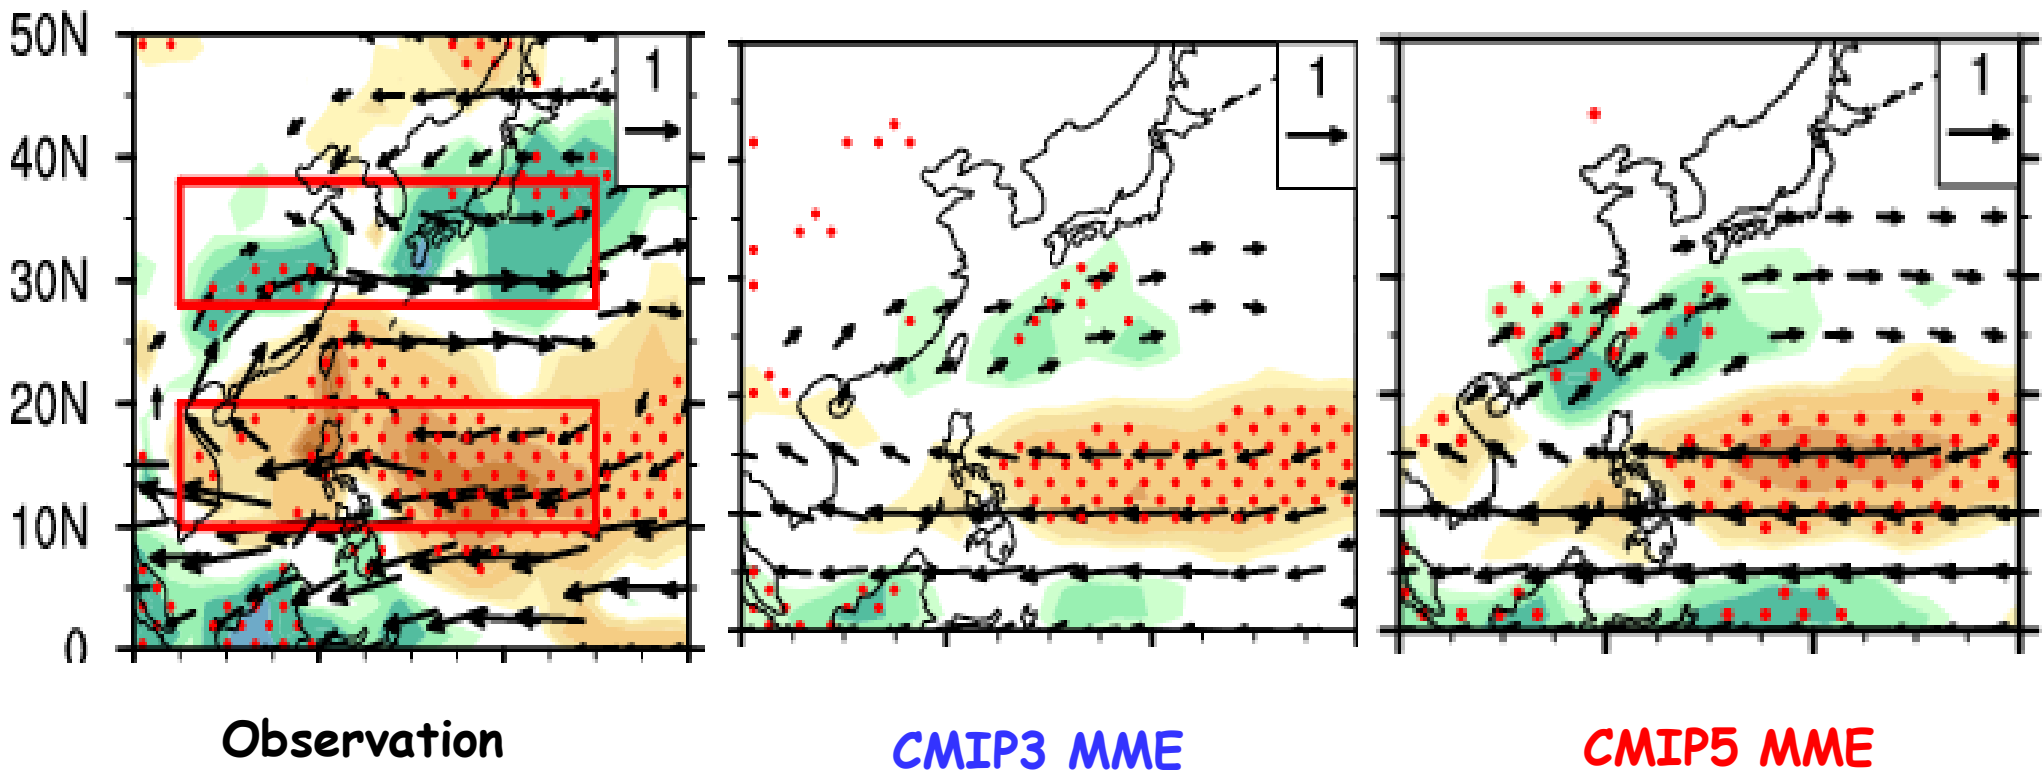 50N
40N
30N
20N
10N
0
1
1
1
Observation
CMIP3 MME
CMIP5 MME